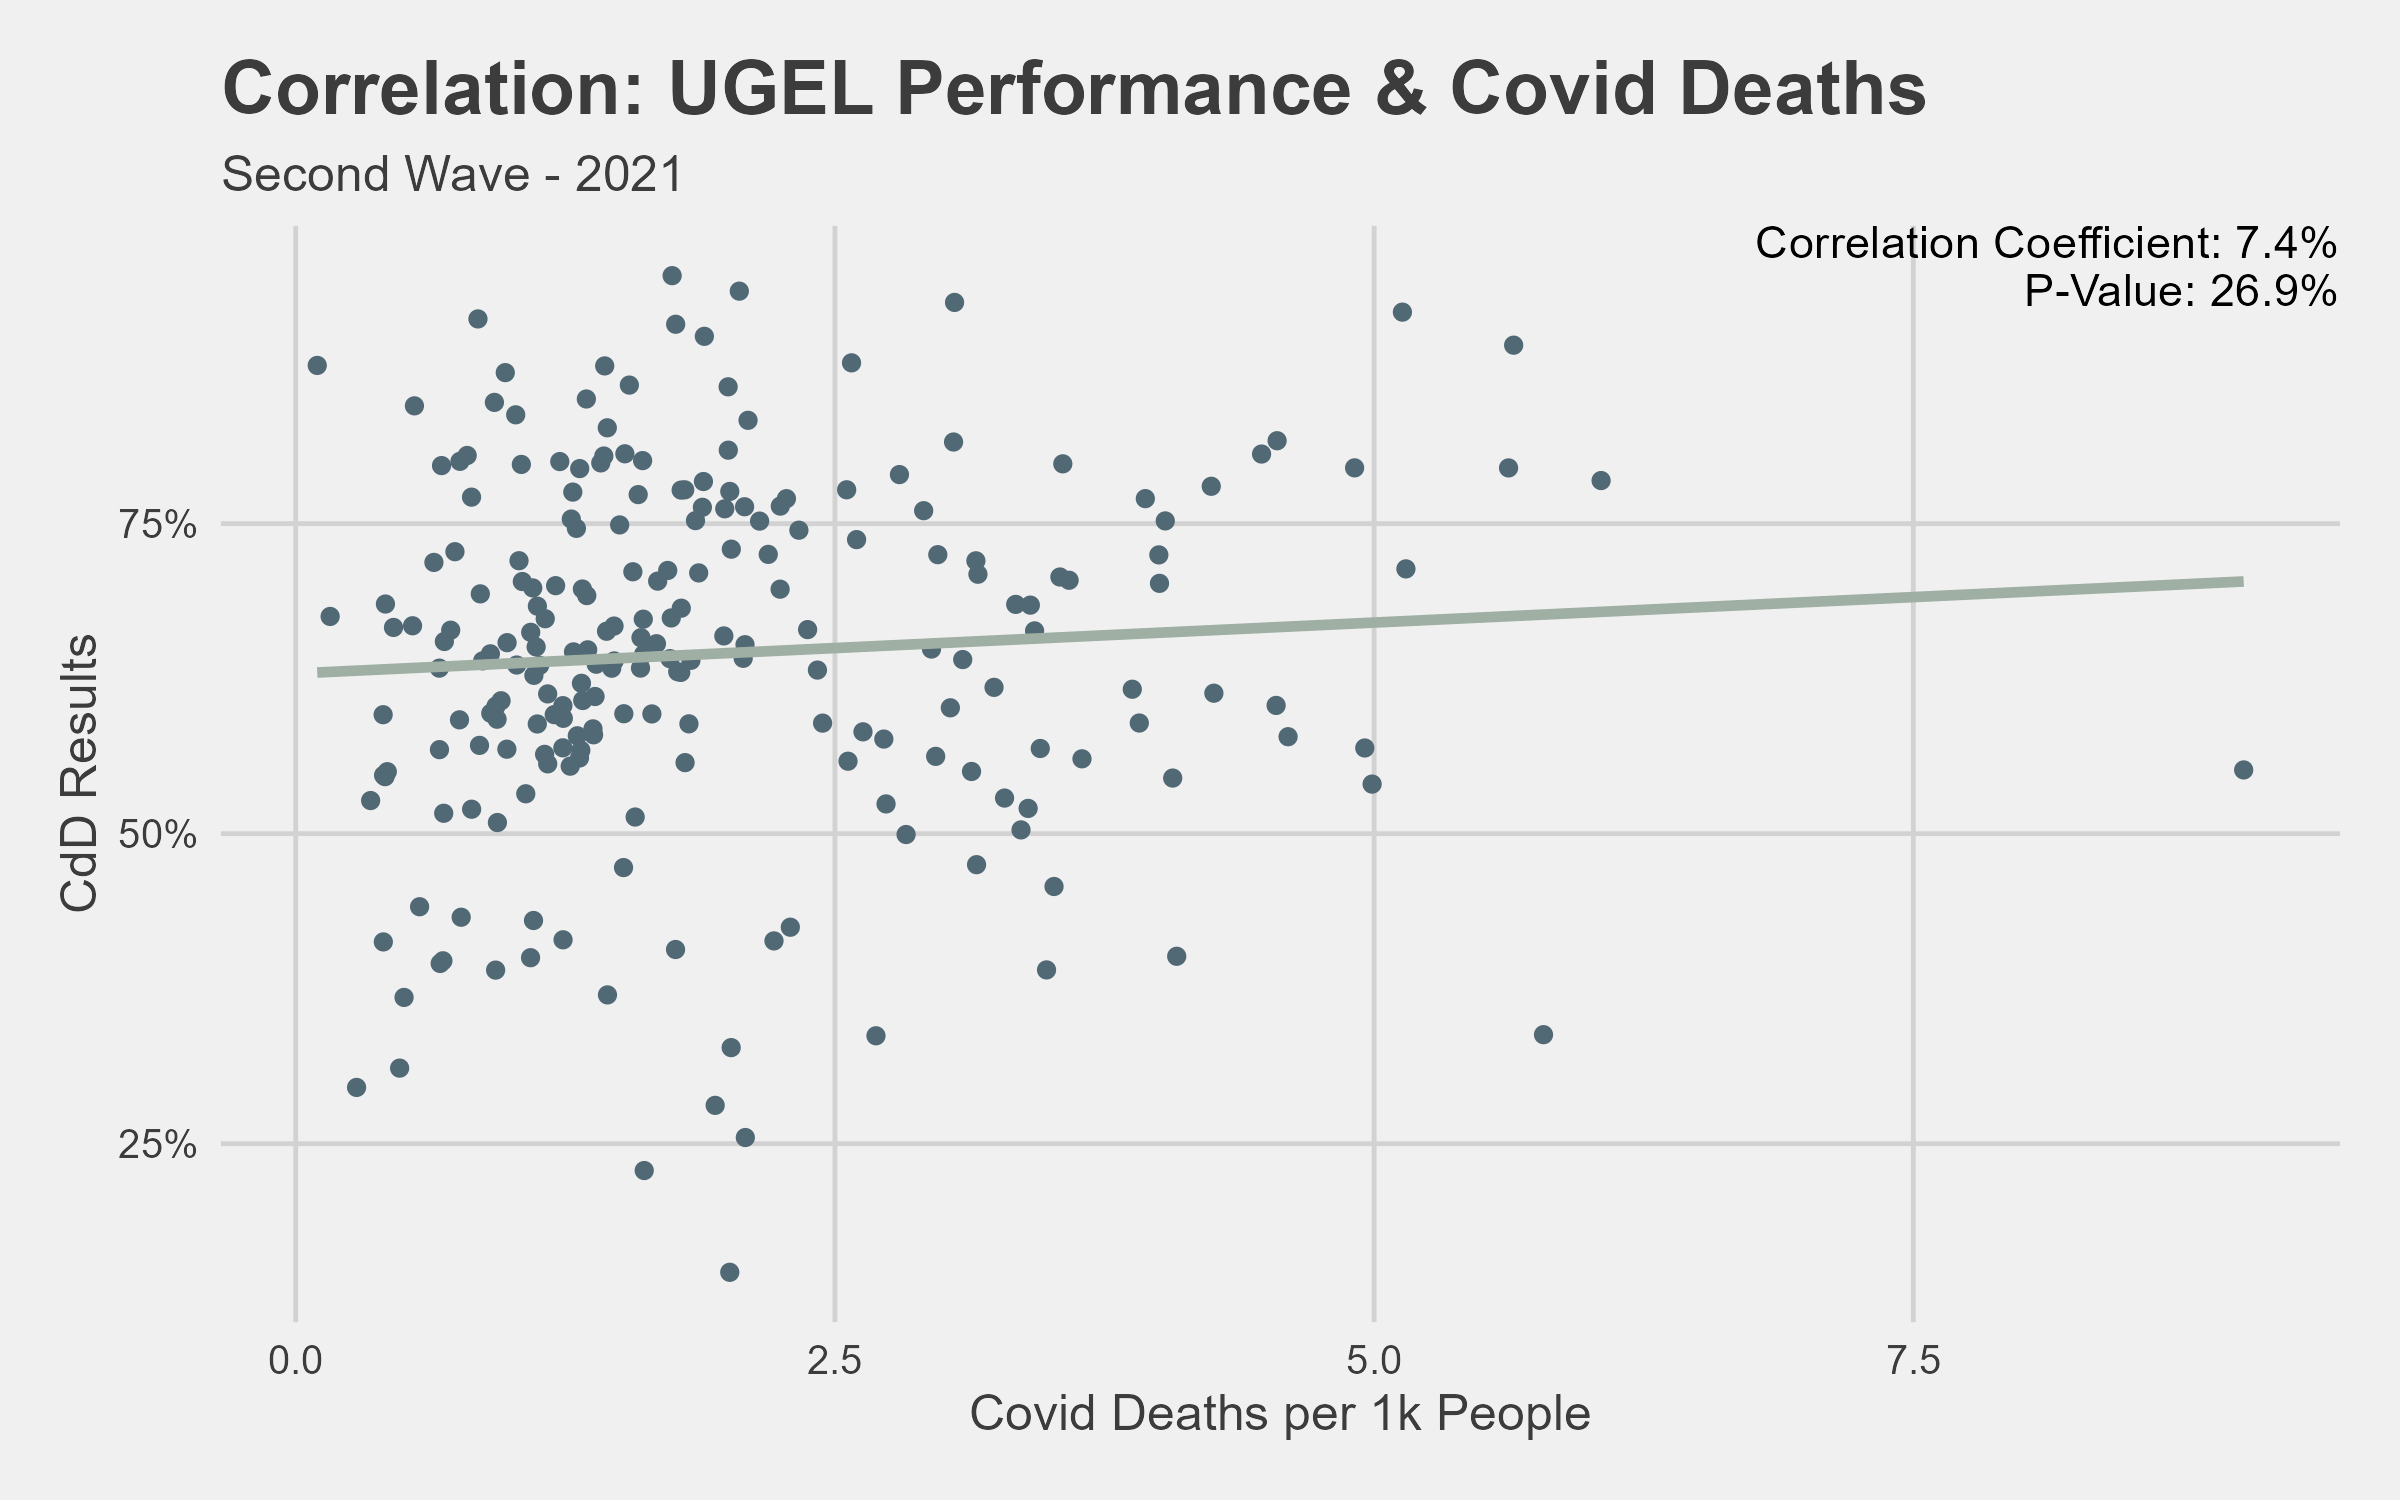 Correlation: UGEL Performance & Covid Deaths
Second Wave - 2021
Correlation Coefficient: 7.4%
P-Value: 26.9%
CdD Results
75%
50%
25%
0.0 2.5 5.0 7.5
Covid Deaths per 1k People